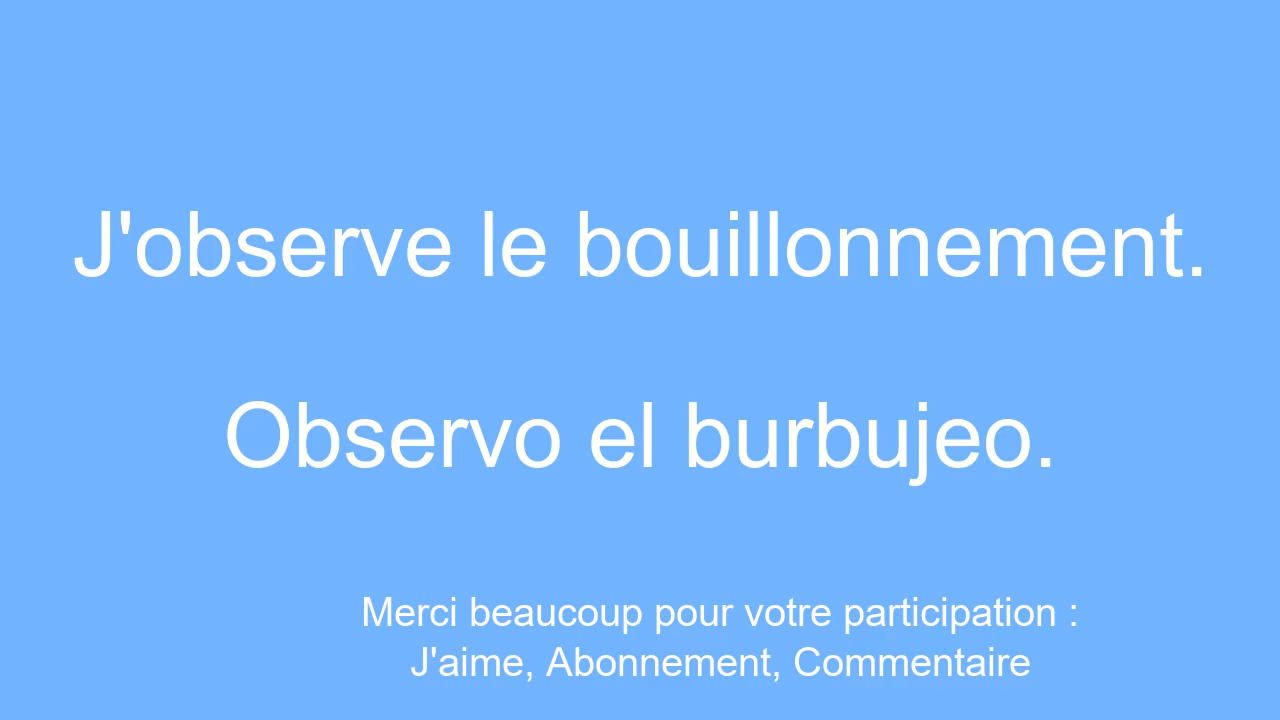 J'observe le bouillonnement.
Observo el burbujeo.
Merci beaucoup pour votre participation :
J'aime, Abonnement, Commentaire